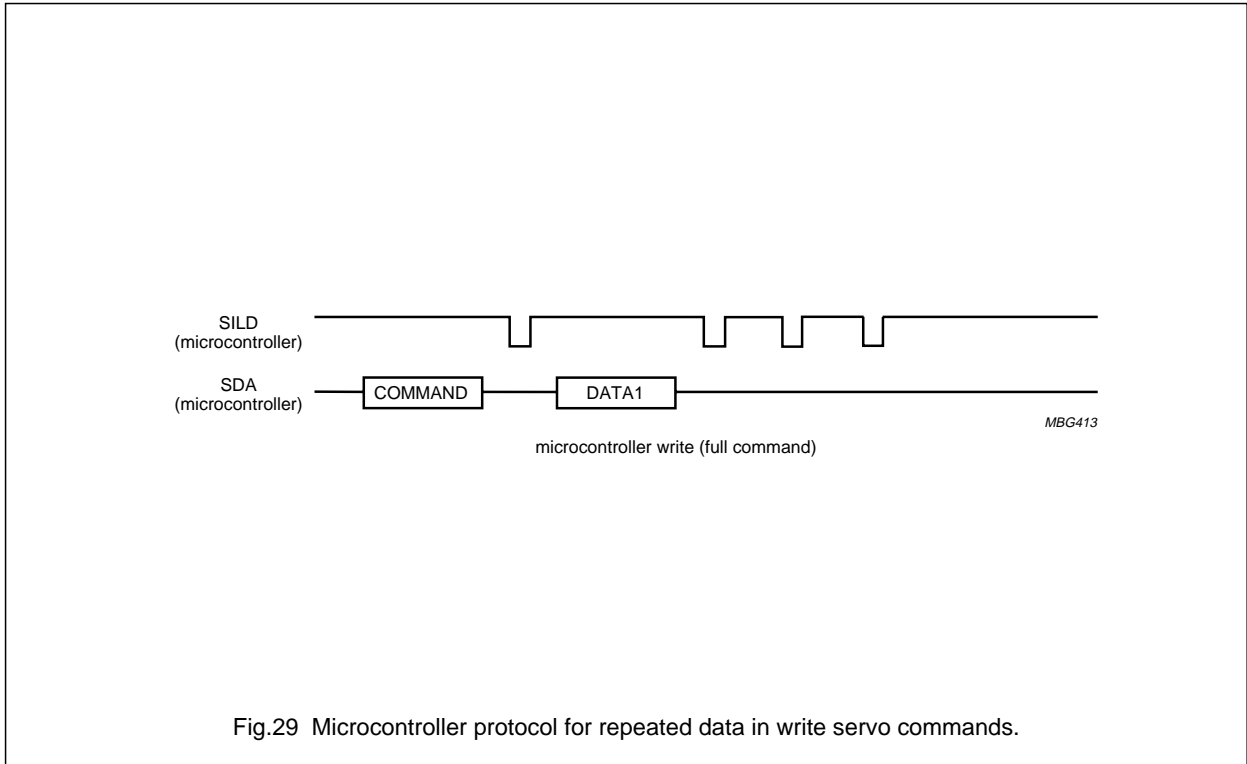 SILD
(microcontroller)
SDA
(microcontroller)
COMMAND
DATA1
MBG413
microcontroller write (full command)
Fig.29 Microcontroller protocol for repeated data in write servo commands.